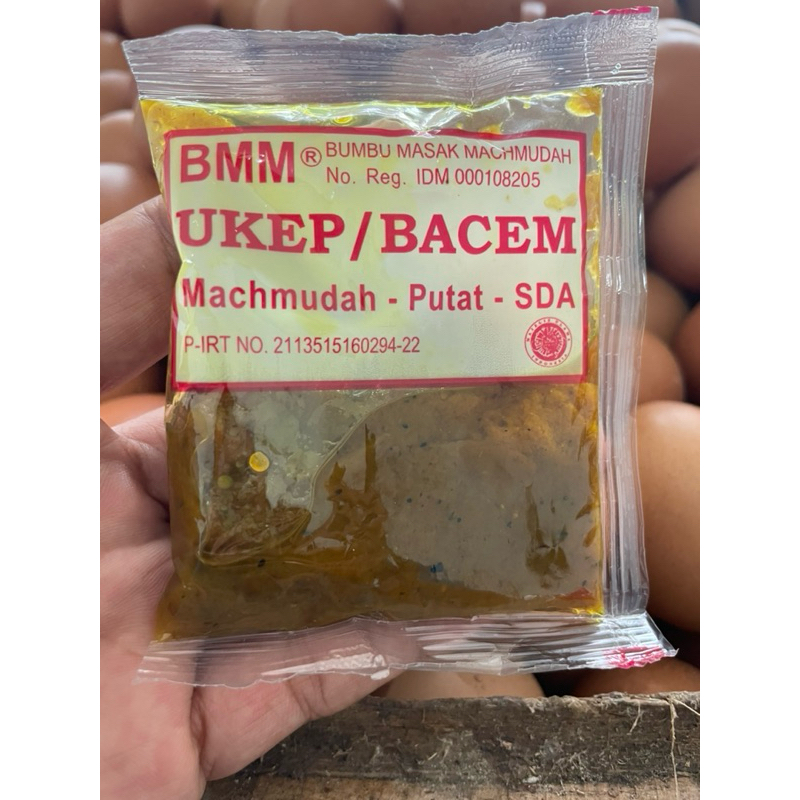 BMM® BUMBU MASAK MACHMUDAH
No. Reg. IDM 000108205
UKEP/BACEM
Machmudah - Putat - SDA
P-IRT NO. 2113515160294-22